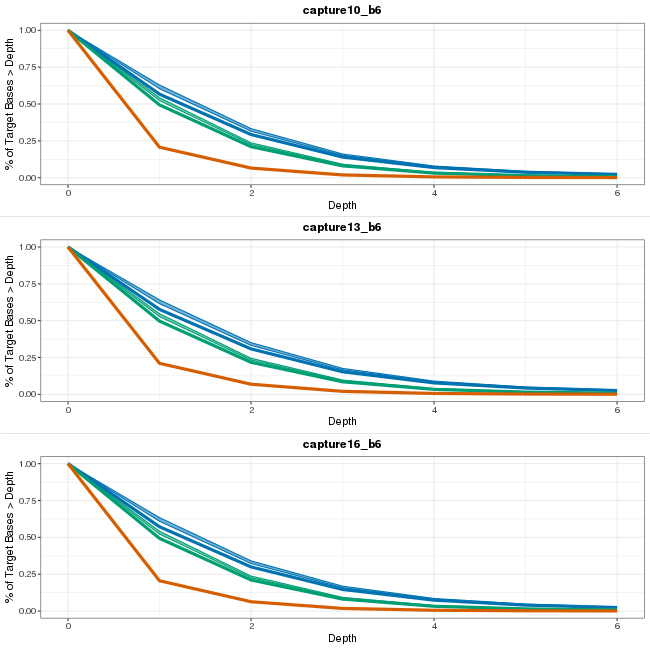 capture10_b6
% of Target Bases > Depth
1.00
0.75
0.50
0.25
0.00
0 2 4 6
Depth
capture13_b6
% of Target Bases > Depth
1.00
0.75
0.50
0.25
0.00
0 2 4 6
Depth
capture16_b6
% of Target Bases > Depth
1.00
0.75
0.50
0.25
0.00
0 2 4 6
Depth